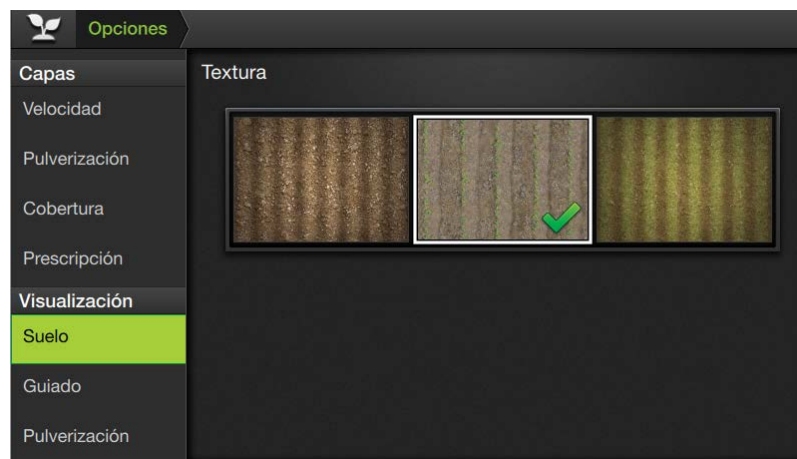 Opciones
Capas
Textura
Velocidad
Pulverización
Cobertura
Prescripción
Visualización
Suelo
Guiado
Pulverización